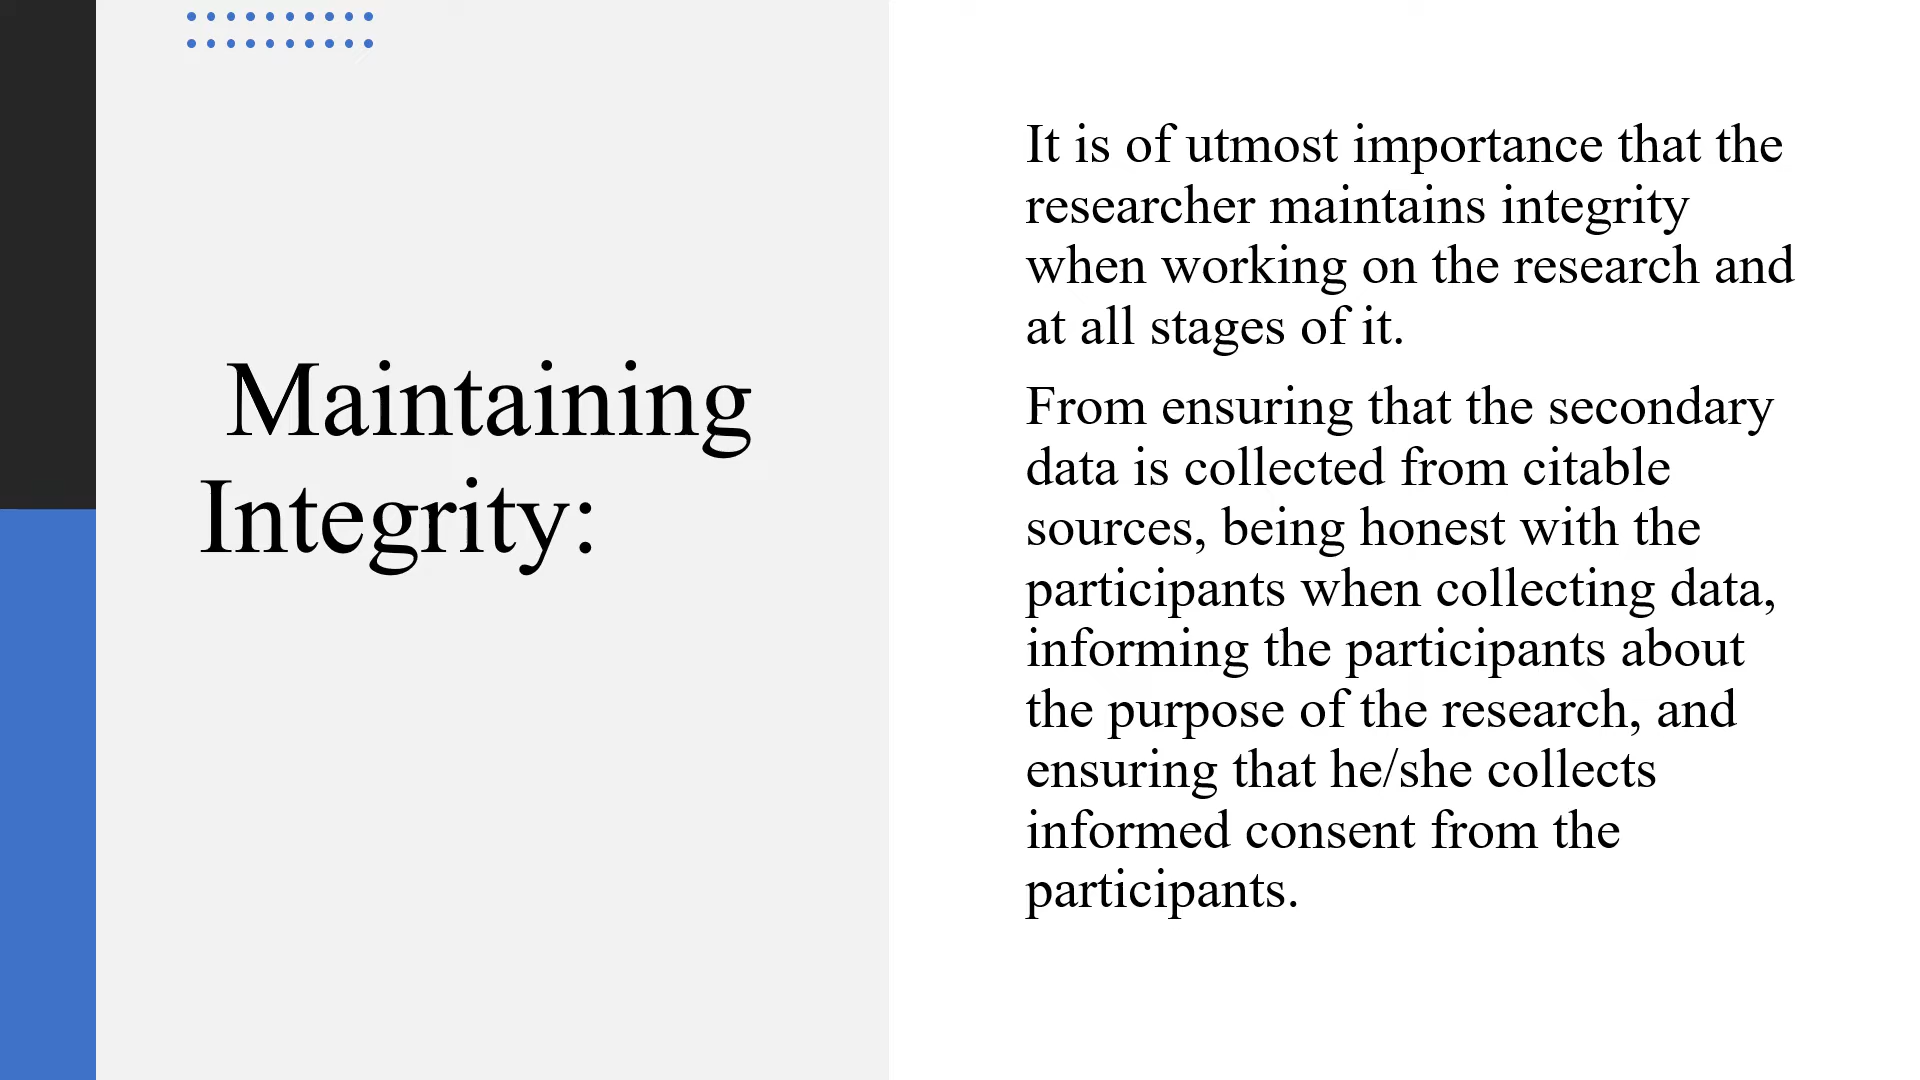 Maintaining
Integrity:
It is of utmost importance that the
researcher maintains integrity
when working on the research and
at all stages of it.
From ensuring that the secondary
data is collected from citable
sources, being honest with the
participants when collecting data,
informing the participants about
the purpose of the research, and
ensuring that he/she collects
informed consent from the
participants.